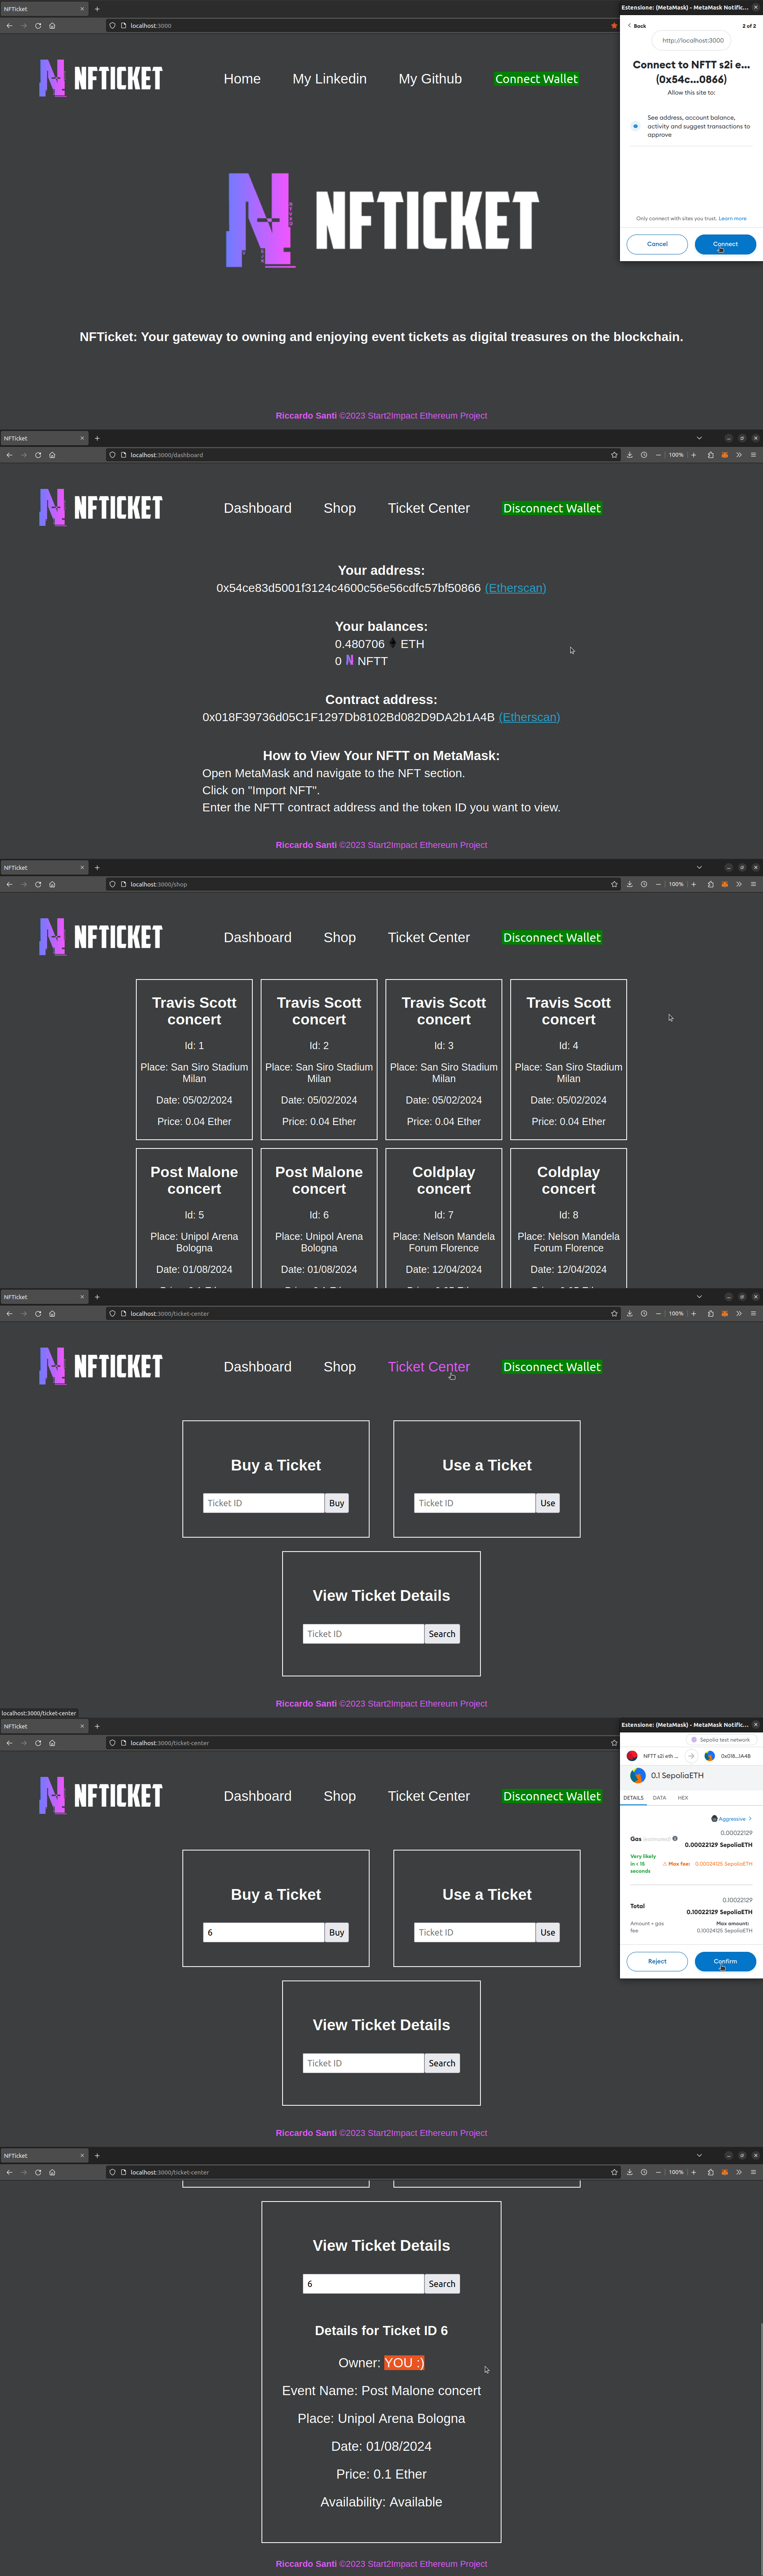 NFTicket
localhost:3000
Estensione: (MetaMask) - MetaMask Notific...
Back
2 of 2
http://localhost:3000
Connect to NFTT s2i e...
(0x54c...0866)
Allow this site to:
See address, account balance,
activity and suggest transactions to
approve
Only connect with sites you trust. Learn more
Cancel
Connect
NFTICKET
Home
My Linkedin
My Github
Connect Wallet
NFTICKET
NFTicket: Your gateway to owning and enjoying event tickets as digital treasures on the blockchain.
Riccardo Santi ©2023 Start2Impact Ethereum Project
NFTicket
localhost:3000/dashboard
100%
NFTICKET
Dashboard
Shop
Ticket Center
Disconnect Wallet
Your address:
0x54ce83d5001f3124c4600c56e56cdfc57bf50866 (Etherscan)
Your balances:
0.480706 ETH
0 NFTT
Contract address:
0x018F39736d05C1F1297Db8102Bd082D9DA2b1A4B (Etherscan)
How to View Your NFTT on MetaMask:
Open MetaMask and navigate to the NFT section.
Click on "Import NFT".
Enter the NFTT contract address and the token ID you want to view.
Riccardo Santi ©2023 Start2Impact Ethereum Project
NFTicket
localhost:3000/shop
100%
NFTICKET
Dashboard
Shop
Ticket Center
Disconnect Wallet
Travis Scott
concert
Id: 1
Place: San Siro Stadium
Milan
Date: 05/02/2024
Price: 0.04 Ether
Travis Scott
concert
Id: 2
Place: San Siro Stadium
Milan
Date: 05/02/2024
Price: 0.04 Ether
Travis Scott
concert
Id: 3
Place: San Siro Stadium
Milan
Date: 05/02/2024
Price: 0.04 Ether
Travis Scott
concert
Id: 4
Place: San Siro Stadium
Milan
Date: 05/02/2024
Price: 0.04 Ether
Post Malone
concert
Id: 5
Place: Unipol Arena
Bologna
Date: 01/08/2024
Post Malone
concert
Id: 6
Place: Unipol Arena
Bologna
Date: 01/08/2024
Coldplay
concert
Id: 7
Place: Nelson Mandela
Forum Florence
Date: 12/04/2024
Coldplay
concert
Id: 8
Place: Nelson Mandela
Forum Florence
Date: 12/04/2024
NFTicket
localhost:3000/ticket-center
100%
NFTICKET
Dashboard
Shop
Ticket Center
Disconnect Wallet
Buy a Ticket
Ticket ID
Buy
Use a Ticket
Ticket ID
Use
View Ticket Details
Ticket ID
Search
Riccardo Santi ©2023 Start2Impact Ethereum Project
localhost:3000/ticket-center
NFTicket
localhost:3000/ticket-center
Estensione: (MetaMask) - MetaMask Notific...
Sepolia test network
NFTT s2i eth ...
0x018...1A4B
0.1 SepoliaETH
DETAILS
DATA
HEX
Aggressive
Gas (estimated)
0.00022129
0.00022129 SepoliaETH
Very likely
in < 15
seconds
Max fee: 0.00024125 SepoliaETH
Total
0.10022129
0.10022129 SepoliaETH
Amount + gas
fee
Max amount:
0.10024125 SepoliaETH
Reject
Confirm
NFTICKET
Dashboard
Shop
Ticket Center
Disconnect Wallet
Buy a Ticket
6
Buy
Use a Ticket
Ticket ID
Use
View Ticket Details
Ticket ID
Search
Riccardo Santi ©2023 Start2Impact Ethereum Project
NFTicket
localhost:3000/ticket-center
100%
View Ticket Details
6
Search
Details for Ticket ID 6
Owner: YOU :)
Event Name: Post Malone concert
Place: Unipol Arena Bologna
Date: 01/08/2024
Price: 0.1 Ether
Availability: Available
Riccardo Santi ©2023 Start2Impact Ethereum Project